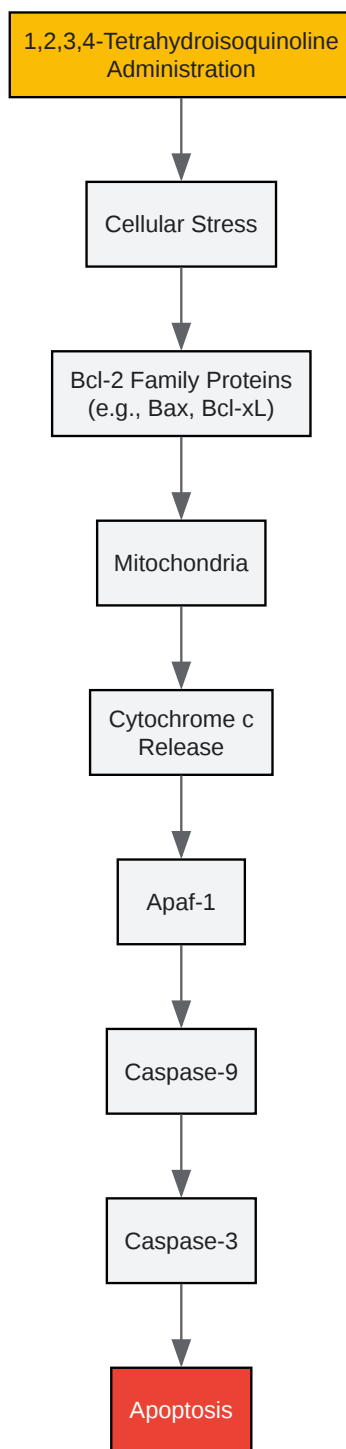 1,2,3,4-Tetrahydroisoquinoline
Administration
Cellular Stress
Bcl-2 Family Proteins
(e.g., Bax, Bcl-xL)
Mitochondria
Cytochrome c
Release
Apaf-1
Caspase-9
Caspase-3
Apoptosis